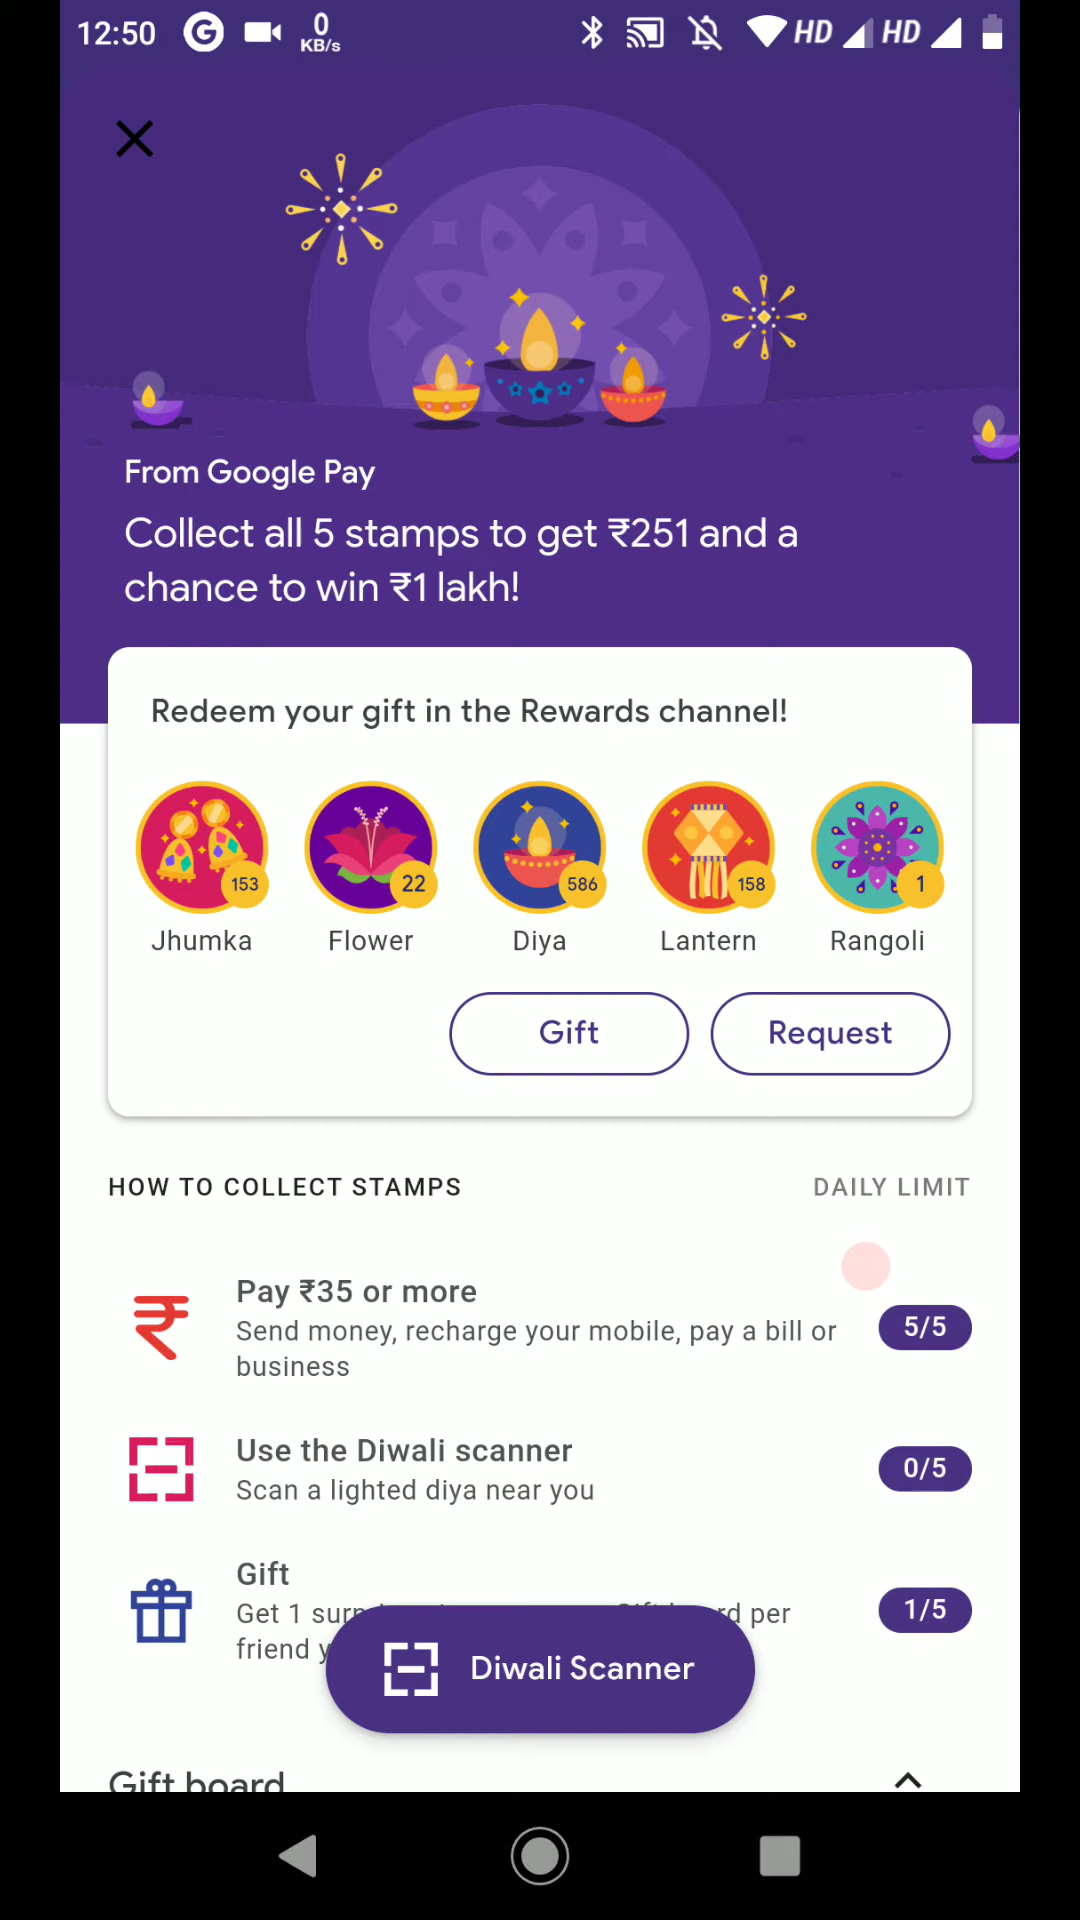 12:50 G 0 KB/s HD HD
From Google Pay
Collect all 5 stamps to get ₹251 and a
chance to win ₹1 lakh!
Redeem your gift in the Rewards channel!
153 22 586 158 1
Jhumka Flower Diya Lantern Rangoli
Gift Request
HOW TO COLLECT STAMPS DAILY LIMIT
Pay ₹35 or more
Send money, recharge your mobile, pay a bill or
business
5/5
Use the Diwali scanner
Scan a lighted diya near you
0/5
Gift
Get 1 per
friend
1/5
Diwali Scanner
Gift board